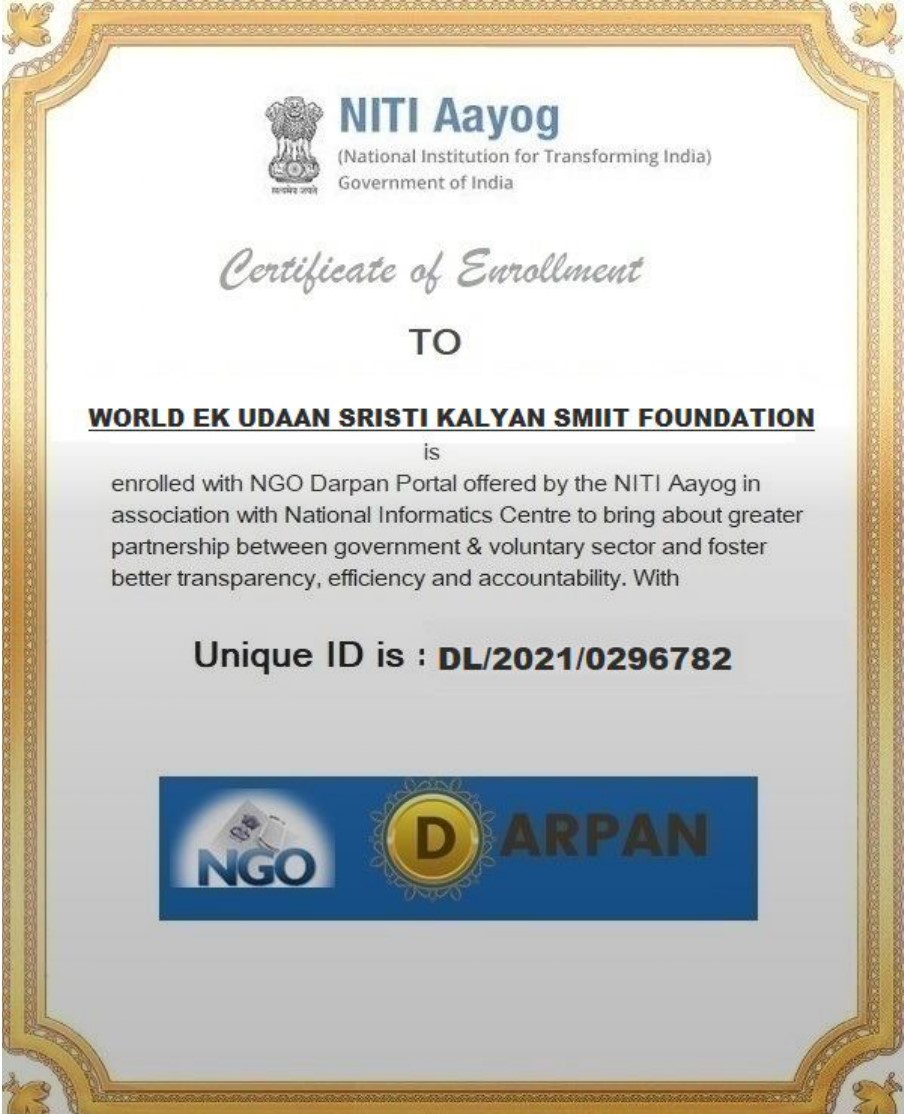 NITI Aayog
(National Institution for Transforming India)
Government of India
सत्यमेव जयते
Certificate of Enrollment
TO
WORLD EK UDAAN SRISTI KALYAN SMIIT FOUNDATION
is
enrolled with NGO Darpan Portal offered by the NITI Aayog in
association with National Informatics Centre to bring about greater
partnership between government & voluntary sector and foster
better transparency, efficiency and accountability. With
Unique ID is : DL/2021/0296782
NGO
DARPAN